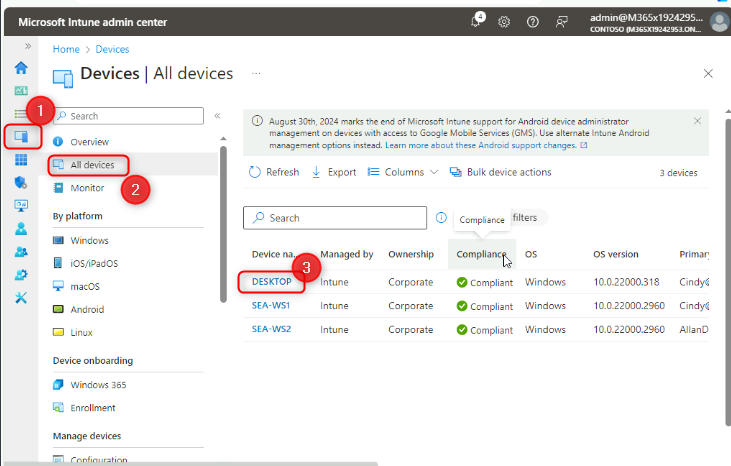 Microsoft Intune admin center
4
admin@M365x1924295...
CONTOSO (M365X19242953.ON...
Home > Devices
Devices | All devices
...
1
Search
Overview
All devices
2
Monitor
By platform
Windows
iOS/iPadOS
macOS
Android
Linux
Device onboarding
Windows 365
Enrollment
Manage devices
Configuration
August 30th, 2024 marks the end of Microsoft Intune support for Android device administrator
management on devices with access to Google Mobile Services (GMS). Use alternate Intune Android
management options instead. Learn more about these Android support changes.
Refresh Export Columns Bulk device actions 3 devices
Search
Compliance
filters
Device na... Managed by Ownership Compliance OS OS version Primary
3
DESKTOP Intune Corporate Compliant Windows 10.0.22000.318 Cindy@
SEA-WS1 Intune Corporate Compliant Windows 10.0.22000.2960 Cindy@
SEA-WS2 Intune Corporate Compliant Windows 10.0.22000.2960 AllanD